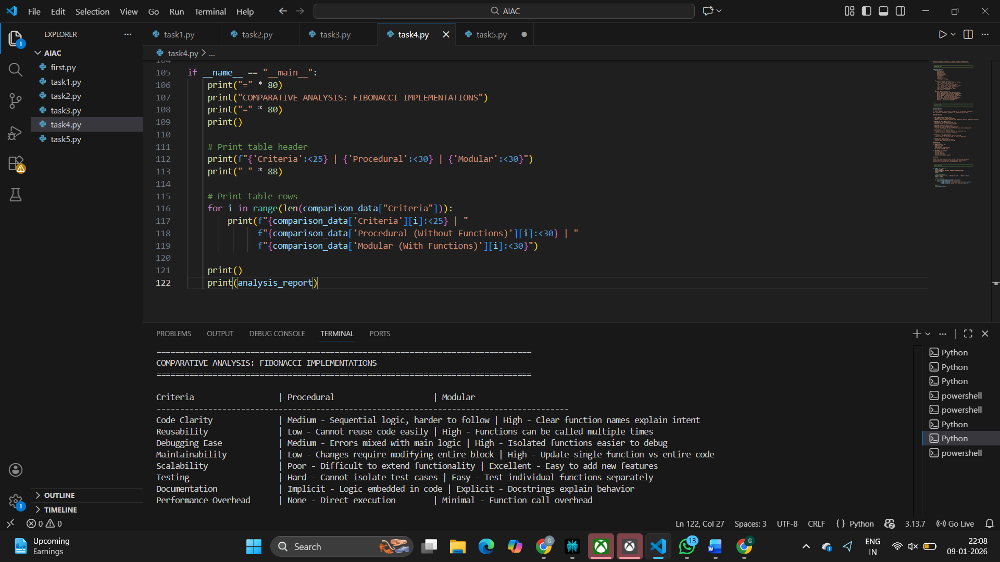 File Edit Selection View Go Run Terminal Help
AIAC
EXPLORER
task1.py
task2.py
task3.py
task4.py
task5.py
task4.py > ...
1
AIAC
first.py
task1.py
task2.py
task3.py
task4.py
task5.py
OUTLINE
TIMELINE
1
104
105 if __name__ == "__main__":
106 print("=" * 80)
107 print("COMPARATIVE ANALYSIS: FIBONACCI IMPLEMENTATIONS")
108 print("=" * 80)
109 print()
110
111 # Print table header
112 print(f"{'Criteria':<25} | {'Procedural':<30} | {'Modular':<30}")
113 print("-" * 88)
114
115 # Print table rows
116 for i in range(len(comparison_data["Criteria"])):
117 print(f"{comparison_data['Criteria'][i]:<25} | "
118 f"{comparison_data['Procedural (Without Functions)'][i]:<30} | "
119 f"{comparison_data['Modular (With Functions)'][i]:<30}")
120
121 print()
122 print(analysis_report)
PROBLEMS OUTPUT DEBUG CONSOLE TERMINAL PORTS
================================================================================
COMPARATIVE ANALYSIS: FIBONACCI IMPLEMENTATIONS
================================================================================
Criteria | Procedural | Modular
----------------------------------------------------------------------------------------
Code Clarity | Medium - Sequential logic, harder to follow | High - Clear function names explain intent
Reusability | Low - Cannot reuse code easily | High - Functions can be called multiple times
Debugging Ease | Medium - Errors mixed with main logic | High - Isolated functions easier to debug
Maintainability | Low - Changes require modifying entire block | High - Update single function vs entire code
Scalability | Poor - Difficult to extend functionality | Excellent - Easy to add new features
Testing | Hard - Cannot isolate test cases | Easy - Test individual functions separately
Documentation | Implicit - Logic embedded in code | Explicit - Docstrings explain behavior
Performance Overhead | None - Direct execution | Minimal - Function call overhead
Python
Python
Python
powershell
powershell
Python
Python
powershell
0 0
Ln 122, Col 27 Spaces: 3 UTF-8 CRLF { } Python 3.13.7 Go Live
Upcoming
Earnings
Search
G
13
W
G
ENG
IN
22:08
09-01-2026